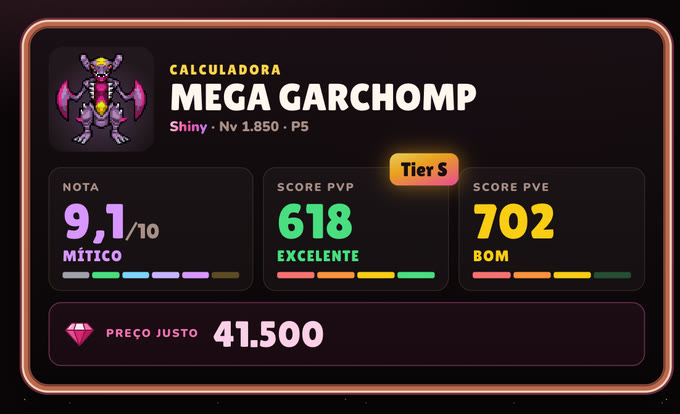 CALCULADORA
MEGA GARCHOMP
Shiny · Nv 1.850 · P5
Tier S
NOTA
9,1/10
MÍTICO
SCORE PVP
618
EXCELENTE
SCORE PVE
702
BOM
PREÇO JUSTO 41.500